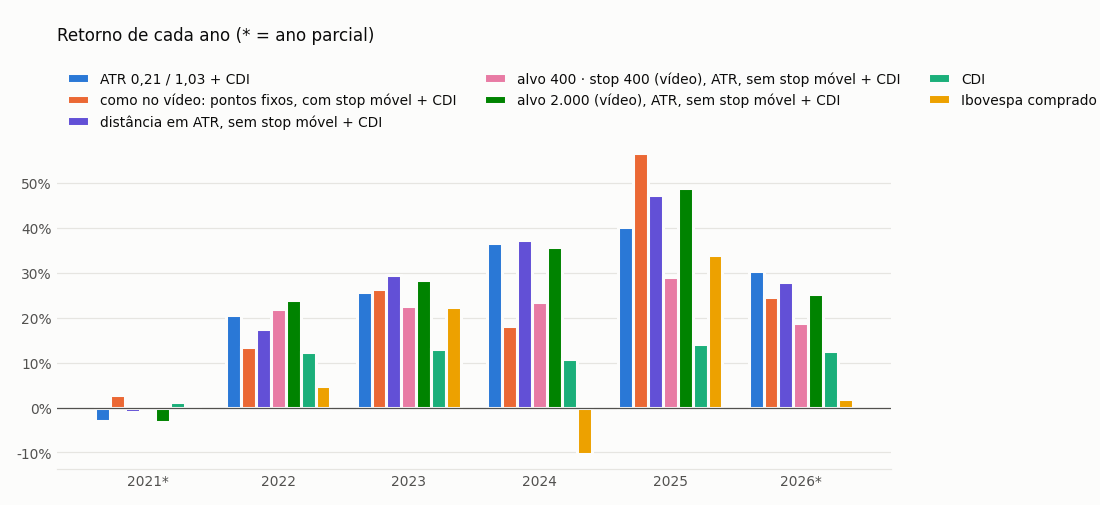 Retorno de cada ano (* = ano parcial)
ATR 0,21 / 1,03 + CDI
como no vídeo: pontos fixos, com stop móvel + CDI
distância em ATR, sem stop móvel + CDI
alvo 400 · stop 400 (vídeo), ATR, sem stop móvel + CDI
alvo 2.000 (vídeo), ATR, sem stop móvel + CDI
CDI
Ibovespa comprado
50%
40%
30%
20%
10%
0%
-10%
2021*
2022
2023
2024
2025
2026*